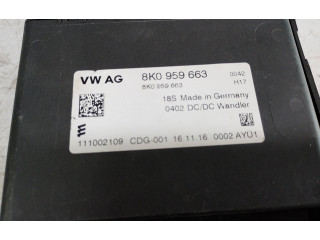 VW AG 8K0 959 663 0042
8K0 959 663 H17
18S Made in Germany
0402 DC/DC Wandler
111002109 CDG-001 16 11.16 0002 AYU1